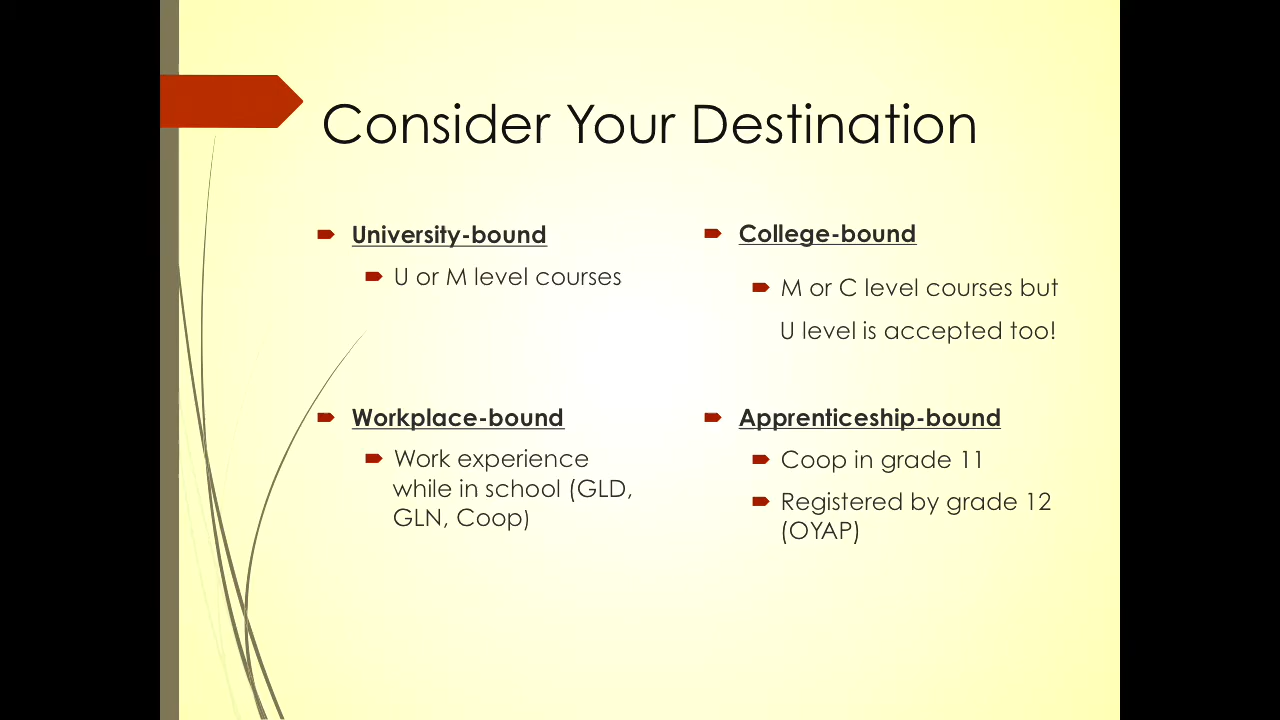 Consider Your Destination
University-bound
U or M level courses
College-bound
M or C level courses but
U level is accepted too!
Workplace-bound
Work experience
while in school (GLD,
GLN, Coop)
Apprenticeship-bound
Coop in grade 11
Registered by grade 12
(OYAP)